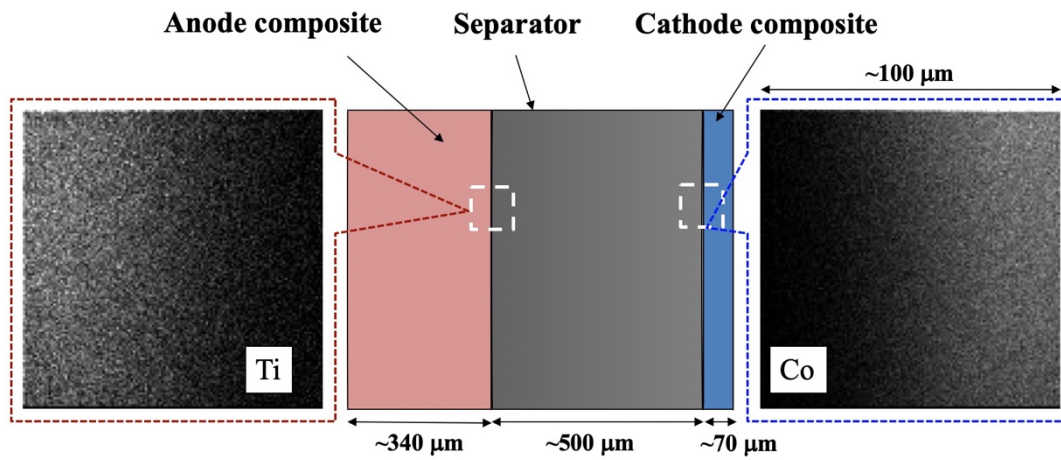 Anode composite
Separator
Cathode composite
~100 μm
Ti
Co
~340 μm
~500 μm
~70 μm